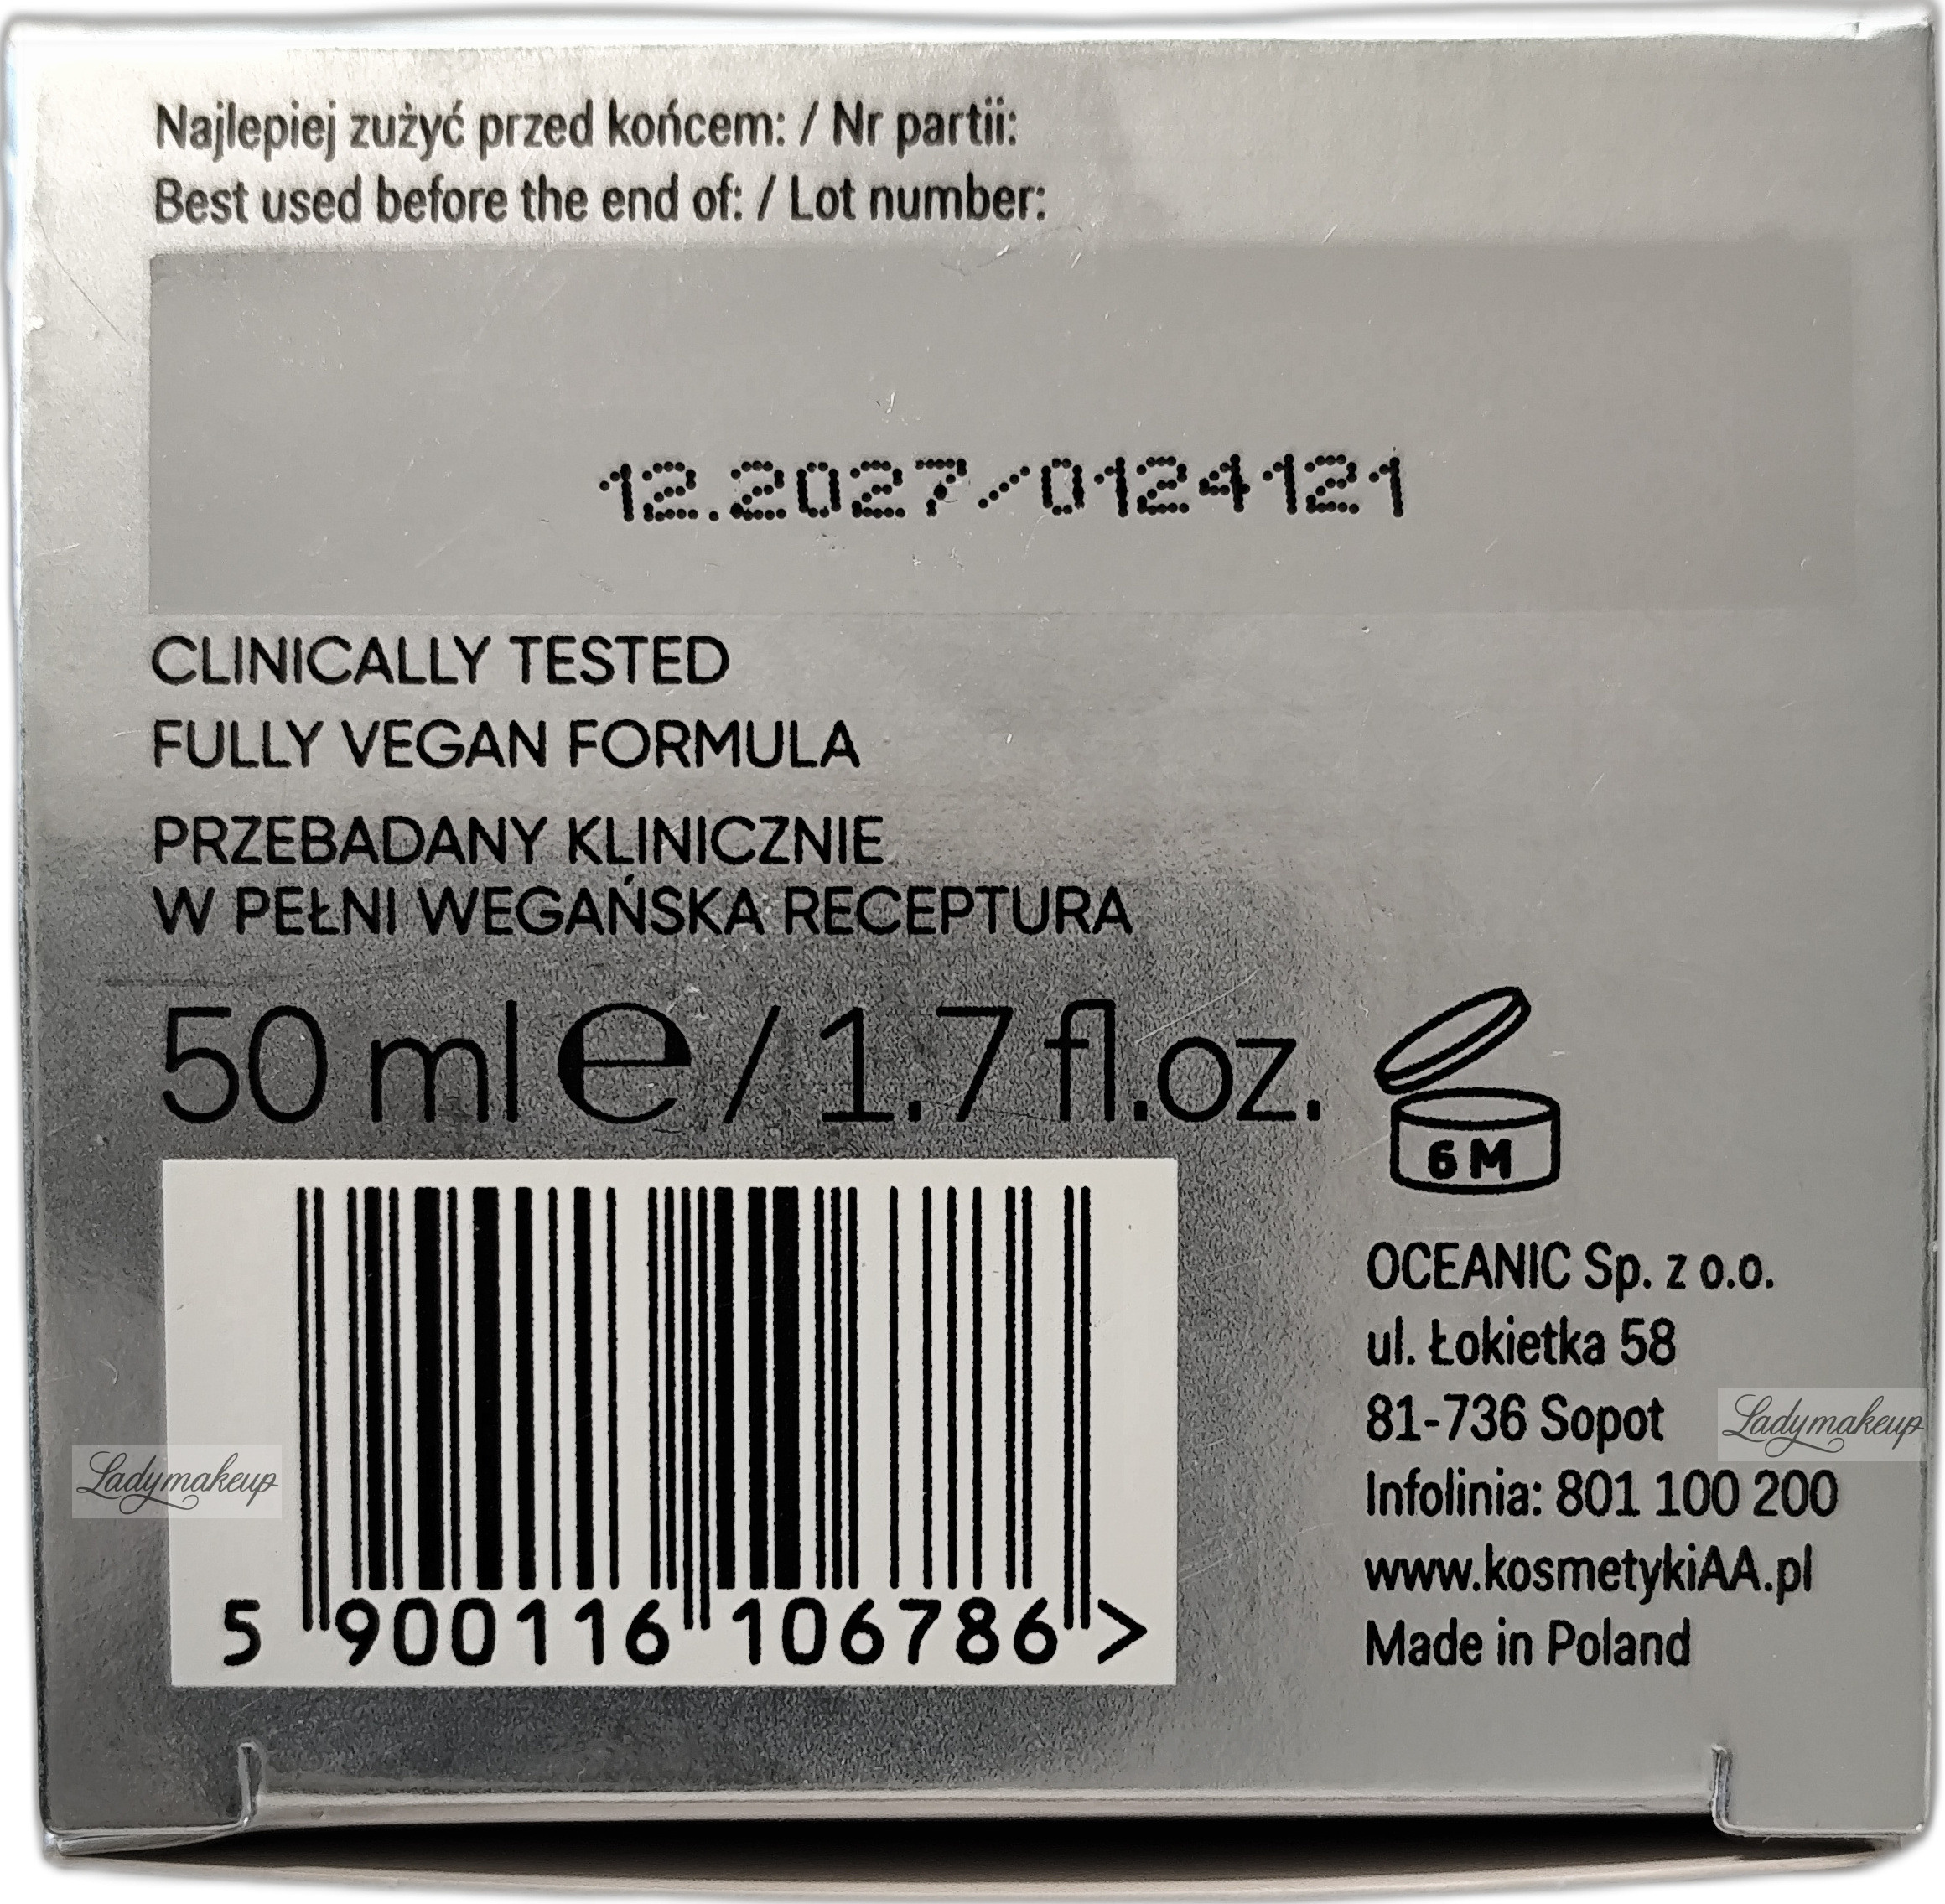 Najlepiej zużyć przed końcem: / Nr partii:
Best used before the end of: / Lot number:
12.2027/0124121
CLINICALLY TESTED
FULLY VEGAN FORMULA
PRZEBADANY KLINICZNIE
W PEŁNI WEGAŃSKA RECEPTURA
50 ml e / 1.7 fl.oz.
6 M
5 900116 106786 >
OCEANIC Sp. z o.o.
ul. Łokietka 58
81-736 Sopot
Infolinia: 801 100 200
www.kosmetykiAA.pl
Made in Poland
Ladymakeup
Ladymakeup